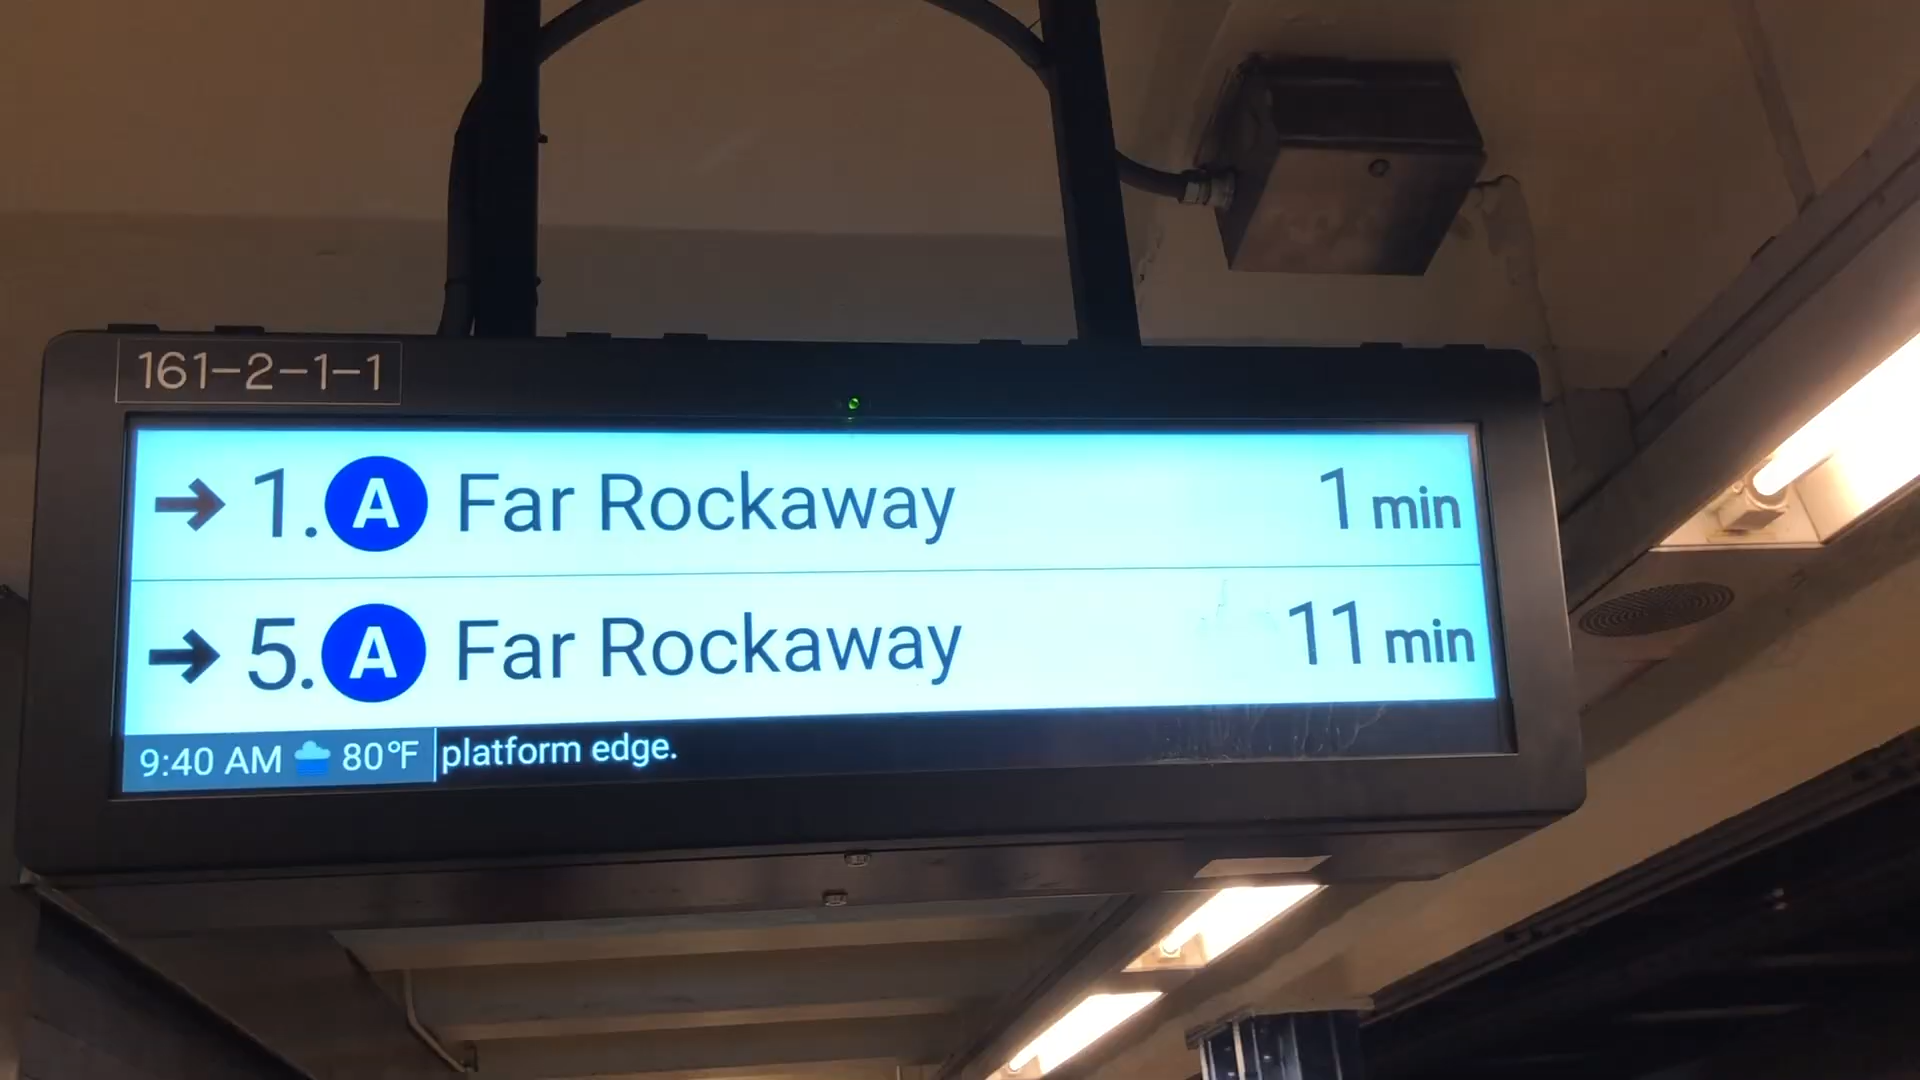 161-2-1-1
→ 1. A Far Rockaway 1 min
→ 5. A Far Rockaway 11 min
9:40 AM 80°F platform edge.